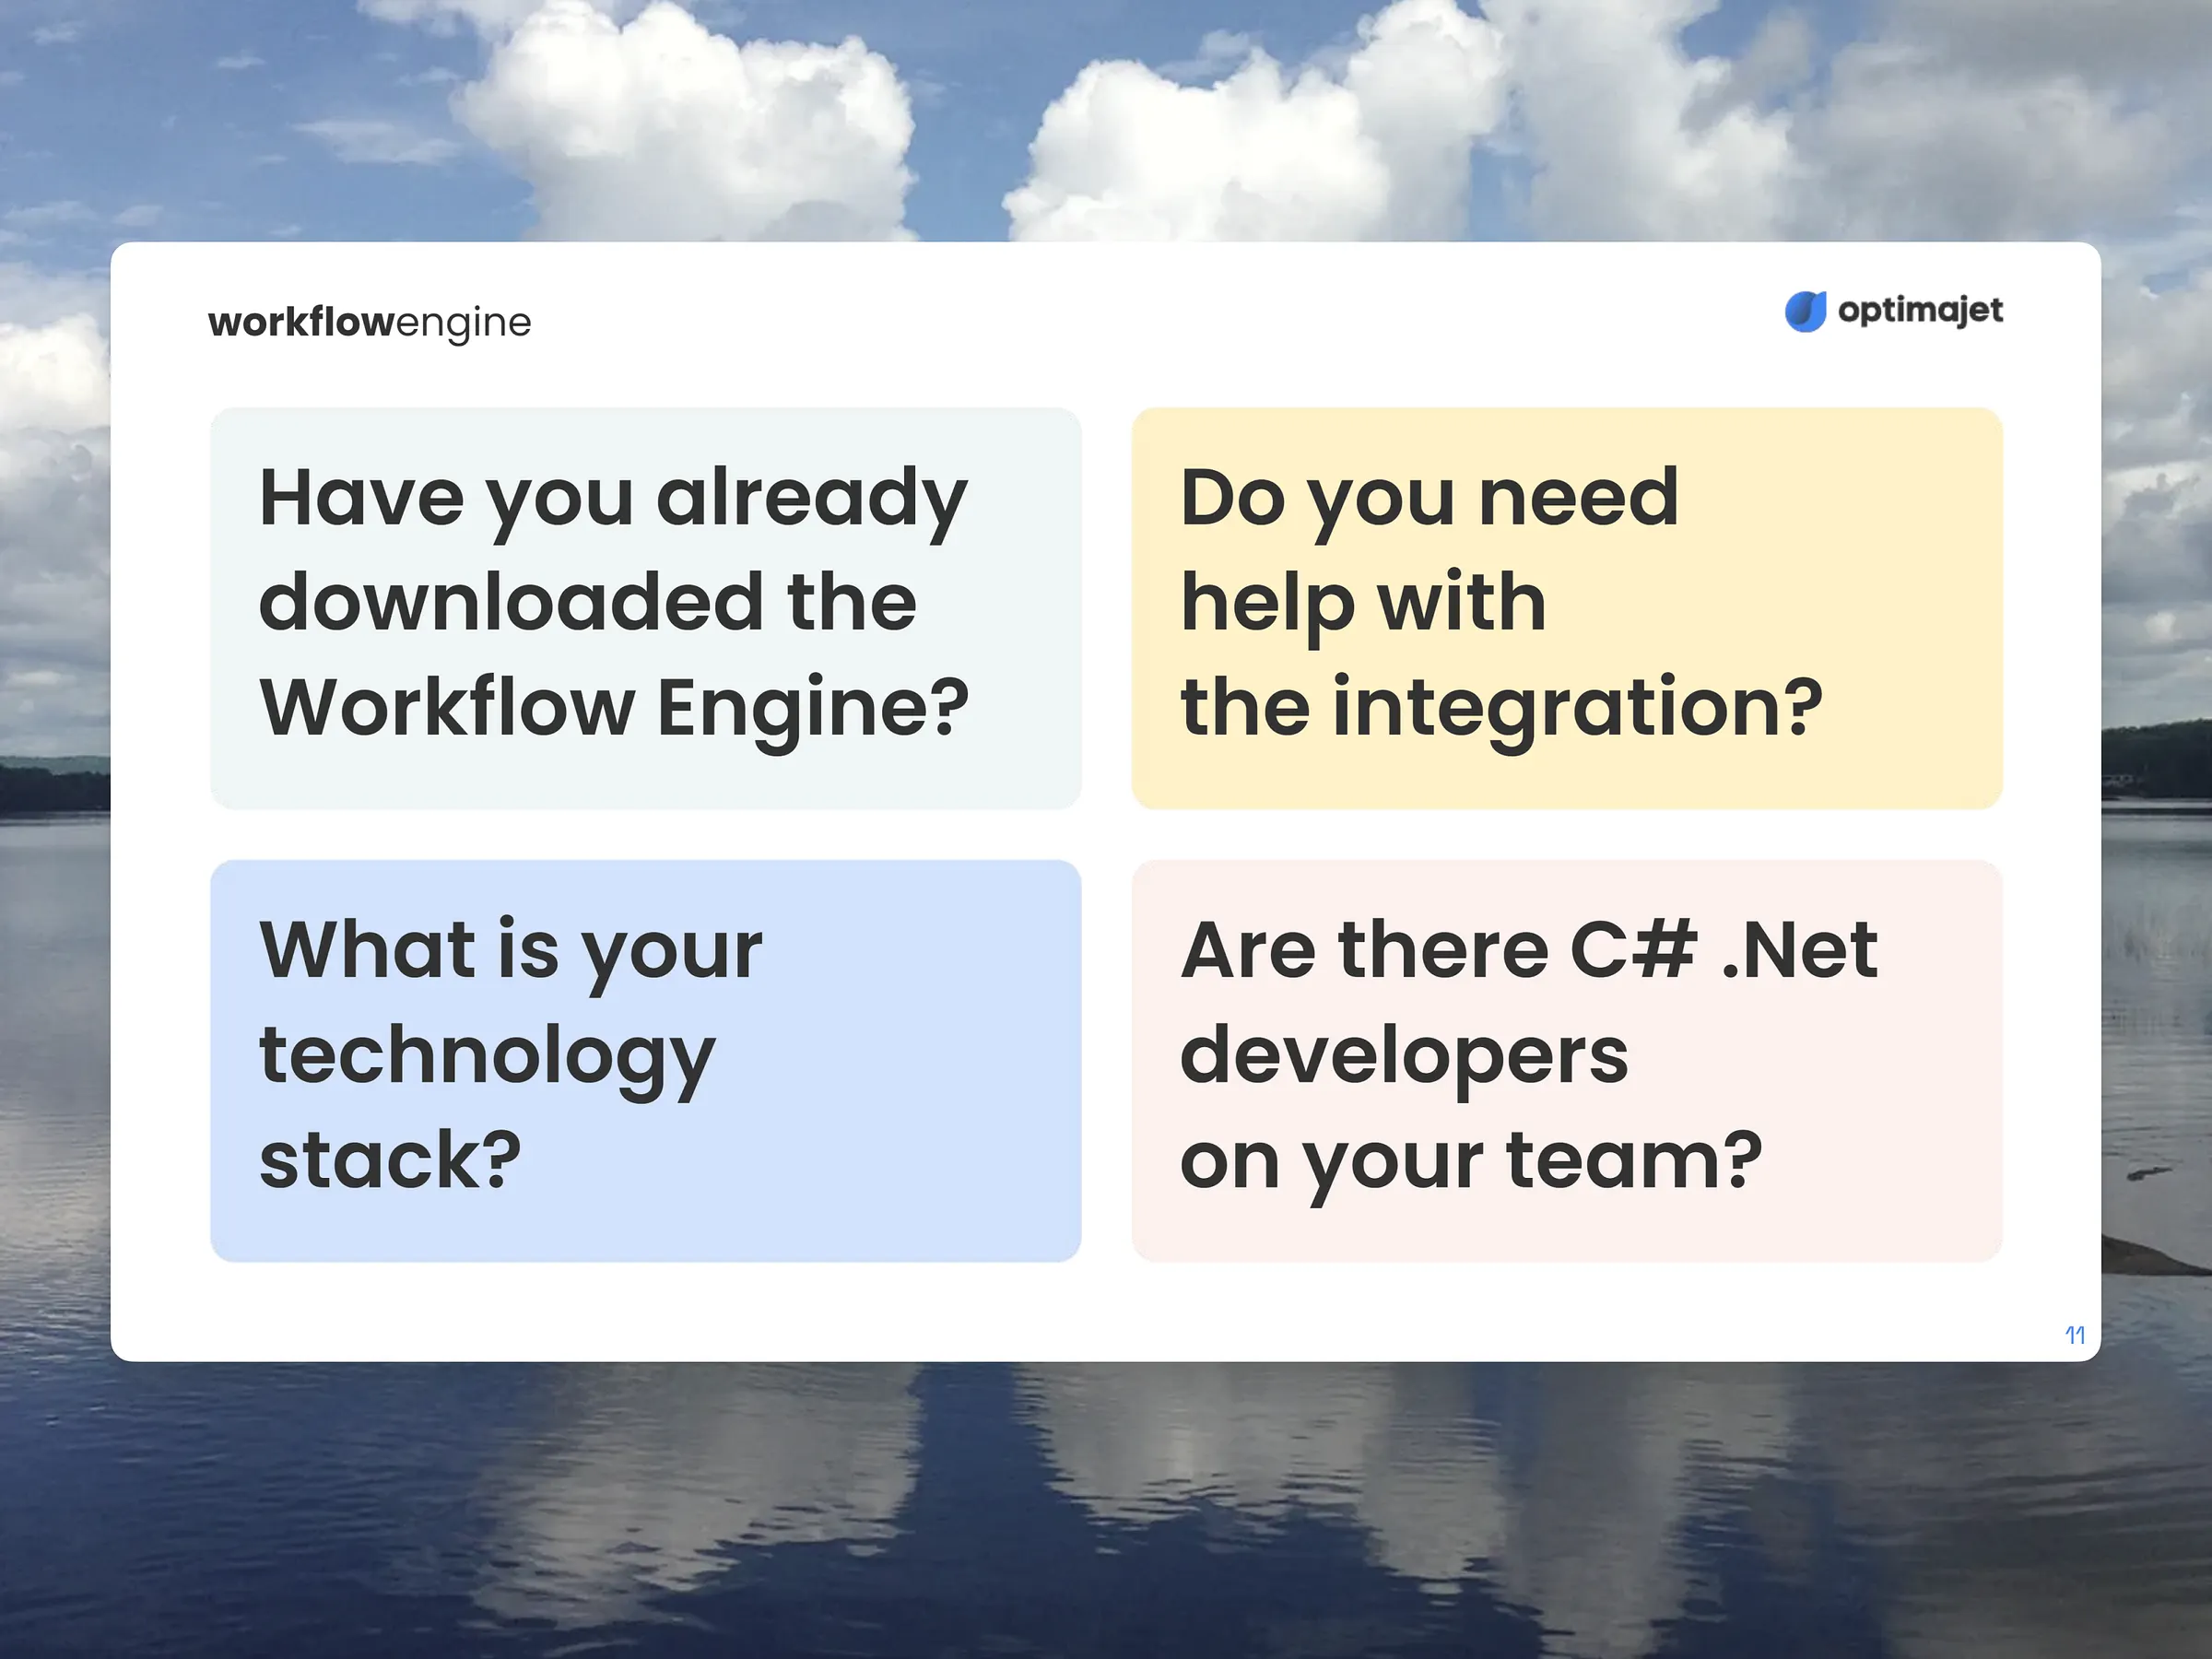 workflowengine
optimajet
Have you already
downloaded the
Workflow Engine?
Do you need
help with
the integration?
What is your
technology
stack?
Are there C# .Net
developers
on your team?
11